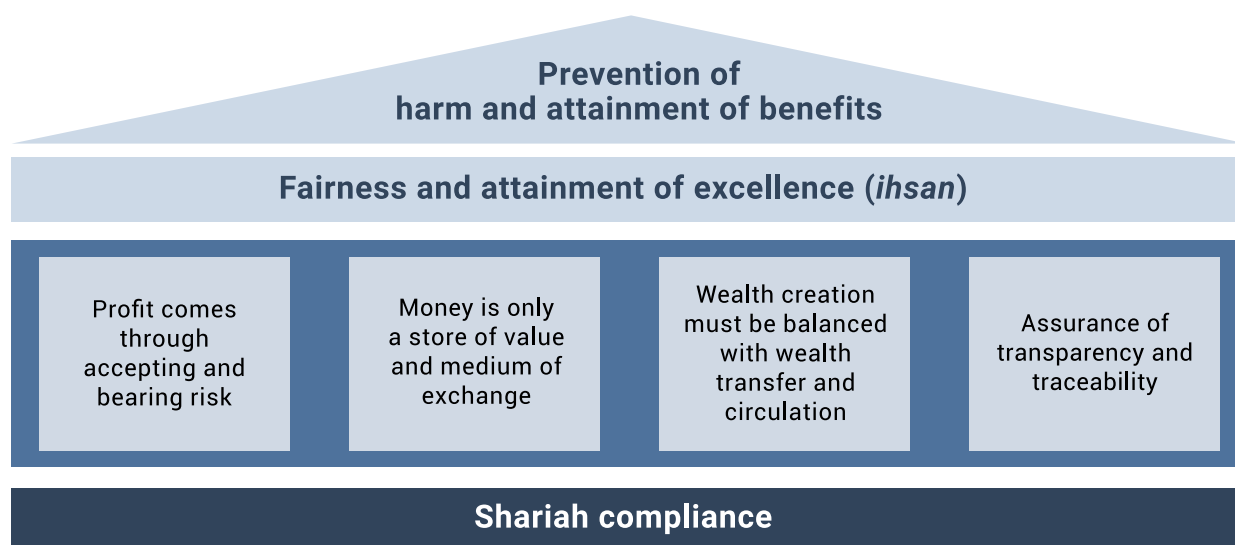 Prevention of
harm and attainment of benefits
Fairness and attainment of excellence (ihsan)
Profit comes
through
accepting and
bearing risk
Money is only
a store of value
and medium of
exchange
Wealth creation
must be balanced
with wealth
transfer and
circulation
Assurance of
transparency and
traceability
Shariah compliance